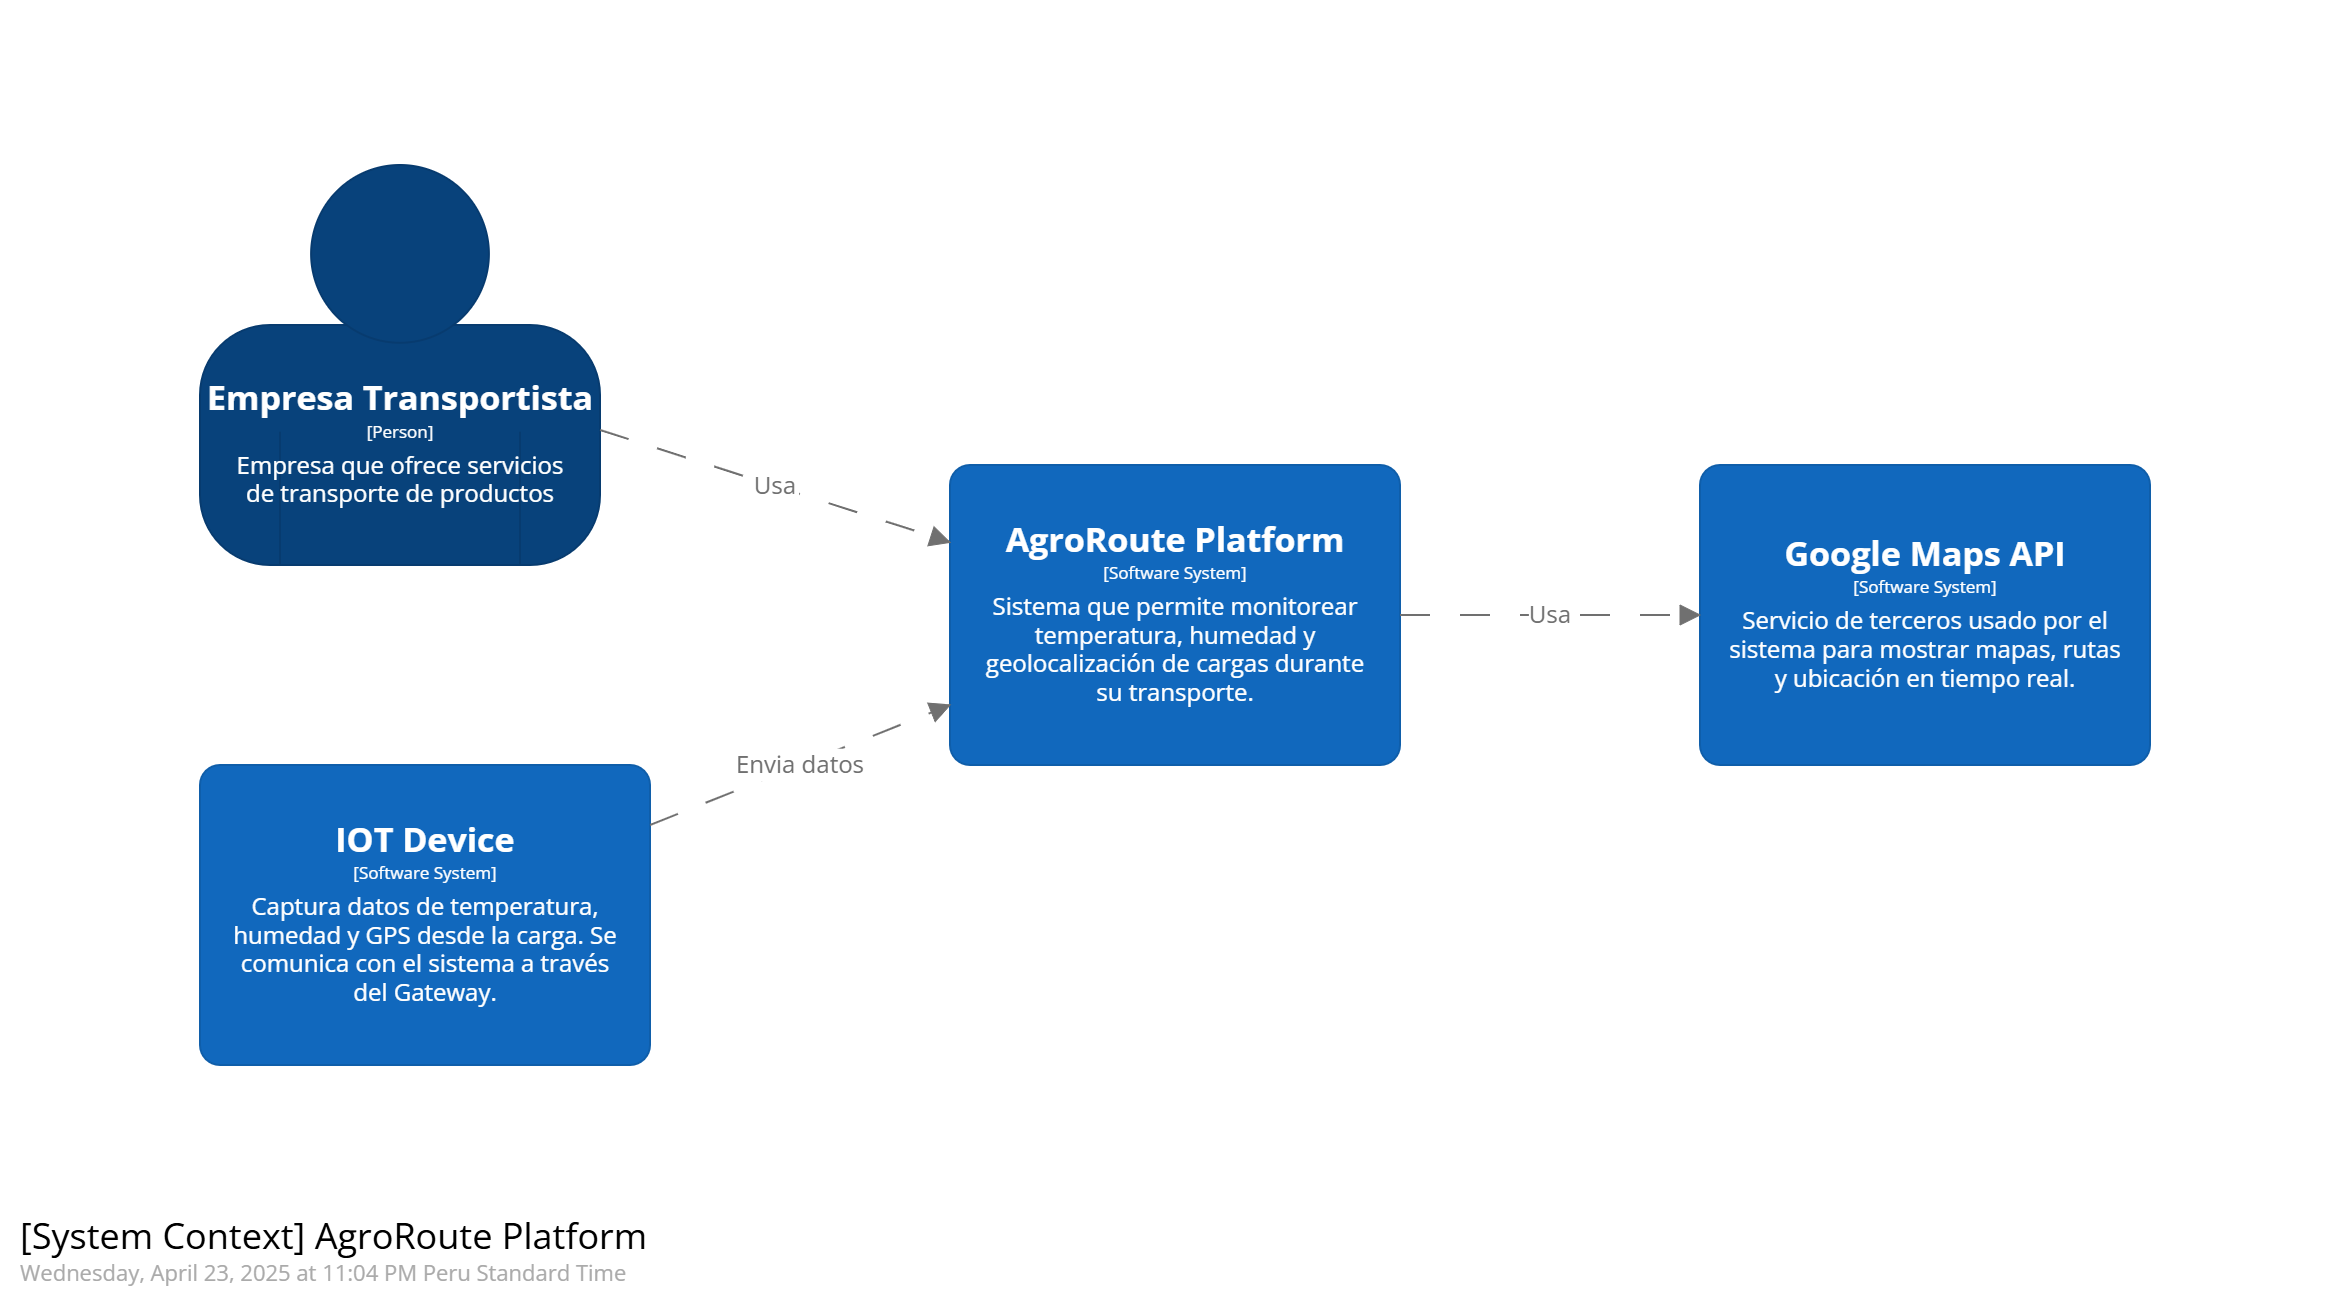 Empresa Transportista
[Person]
Empresa que ofrece servicios
de transporte de productos
Usa
AgroRoute Platform
[Software System]
Sistema que permite monitorear
temperatura, humedad y
geolocalización de cargas durante
su transporte.
Usa
Google Maps API
[Software System]
Servicio de terceros usado por el
sistema para mostrar mapas, rutas
y ubicación en tiempo real.
Envia datos
IOT Device
[Software System]
Captura datos de temperatura,
humedad y GPS desde la carga. Se
comunica con el sistema a través
del Gateway.
[System Context] AgroRoute Platform
Wednesday, April 23, 2025 at 11:04 PM Peru Standard Time